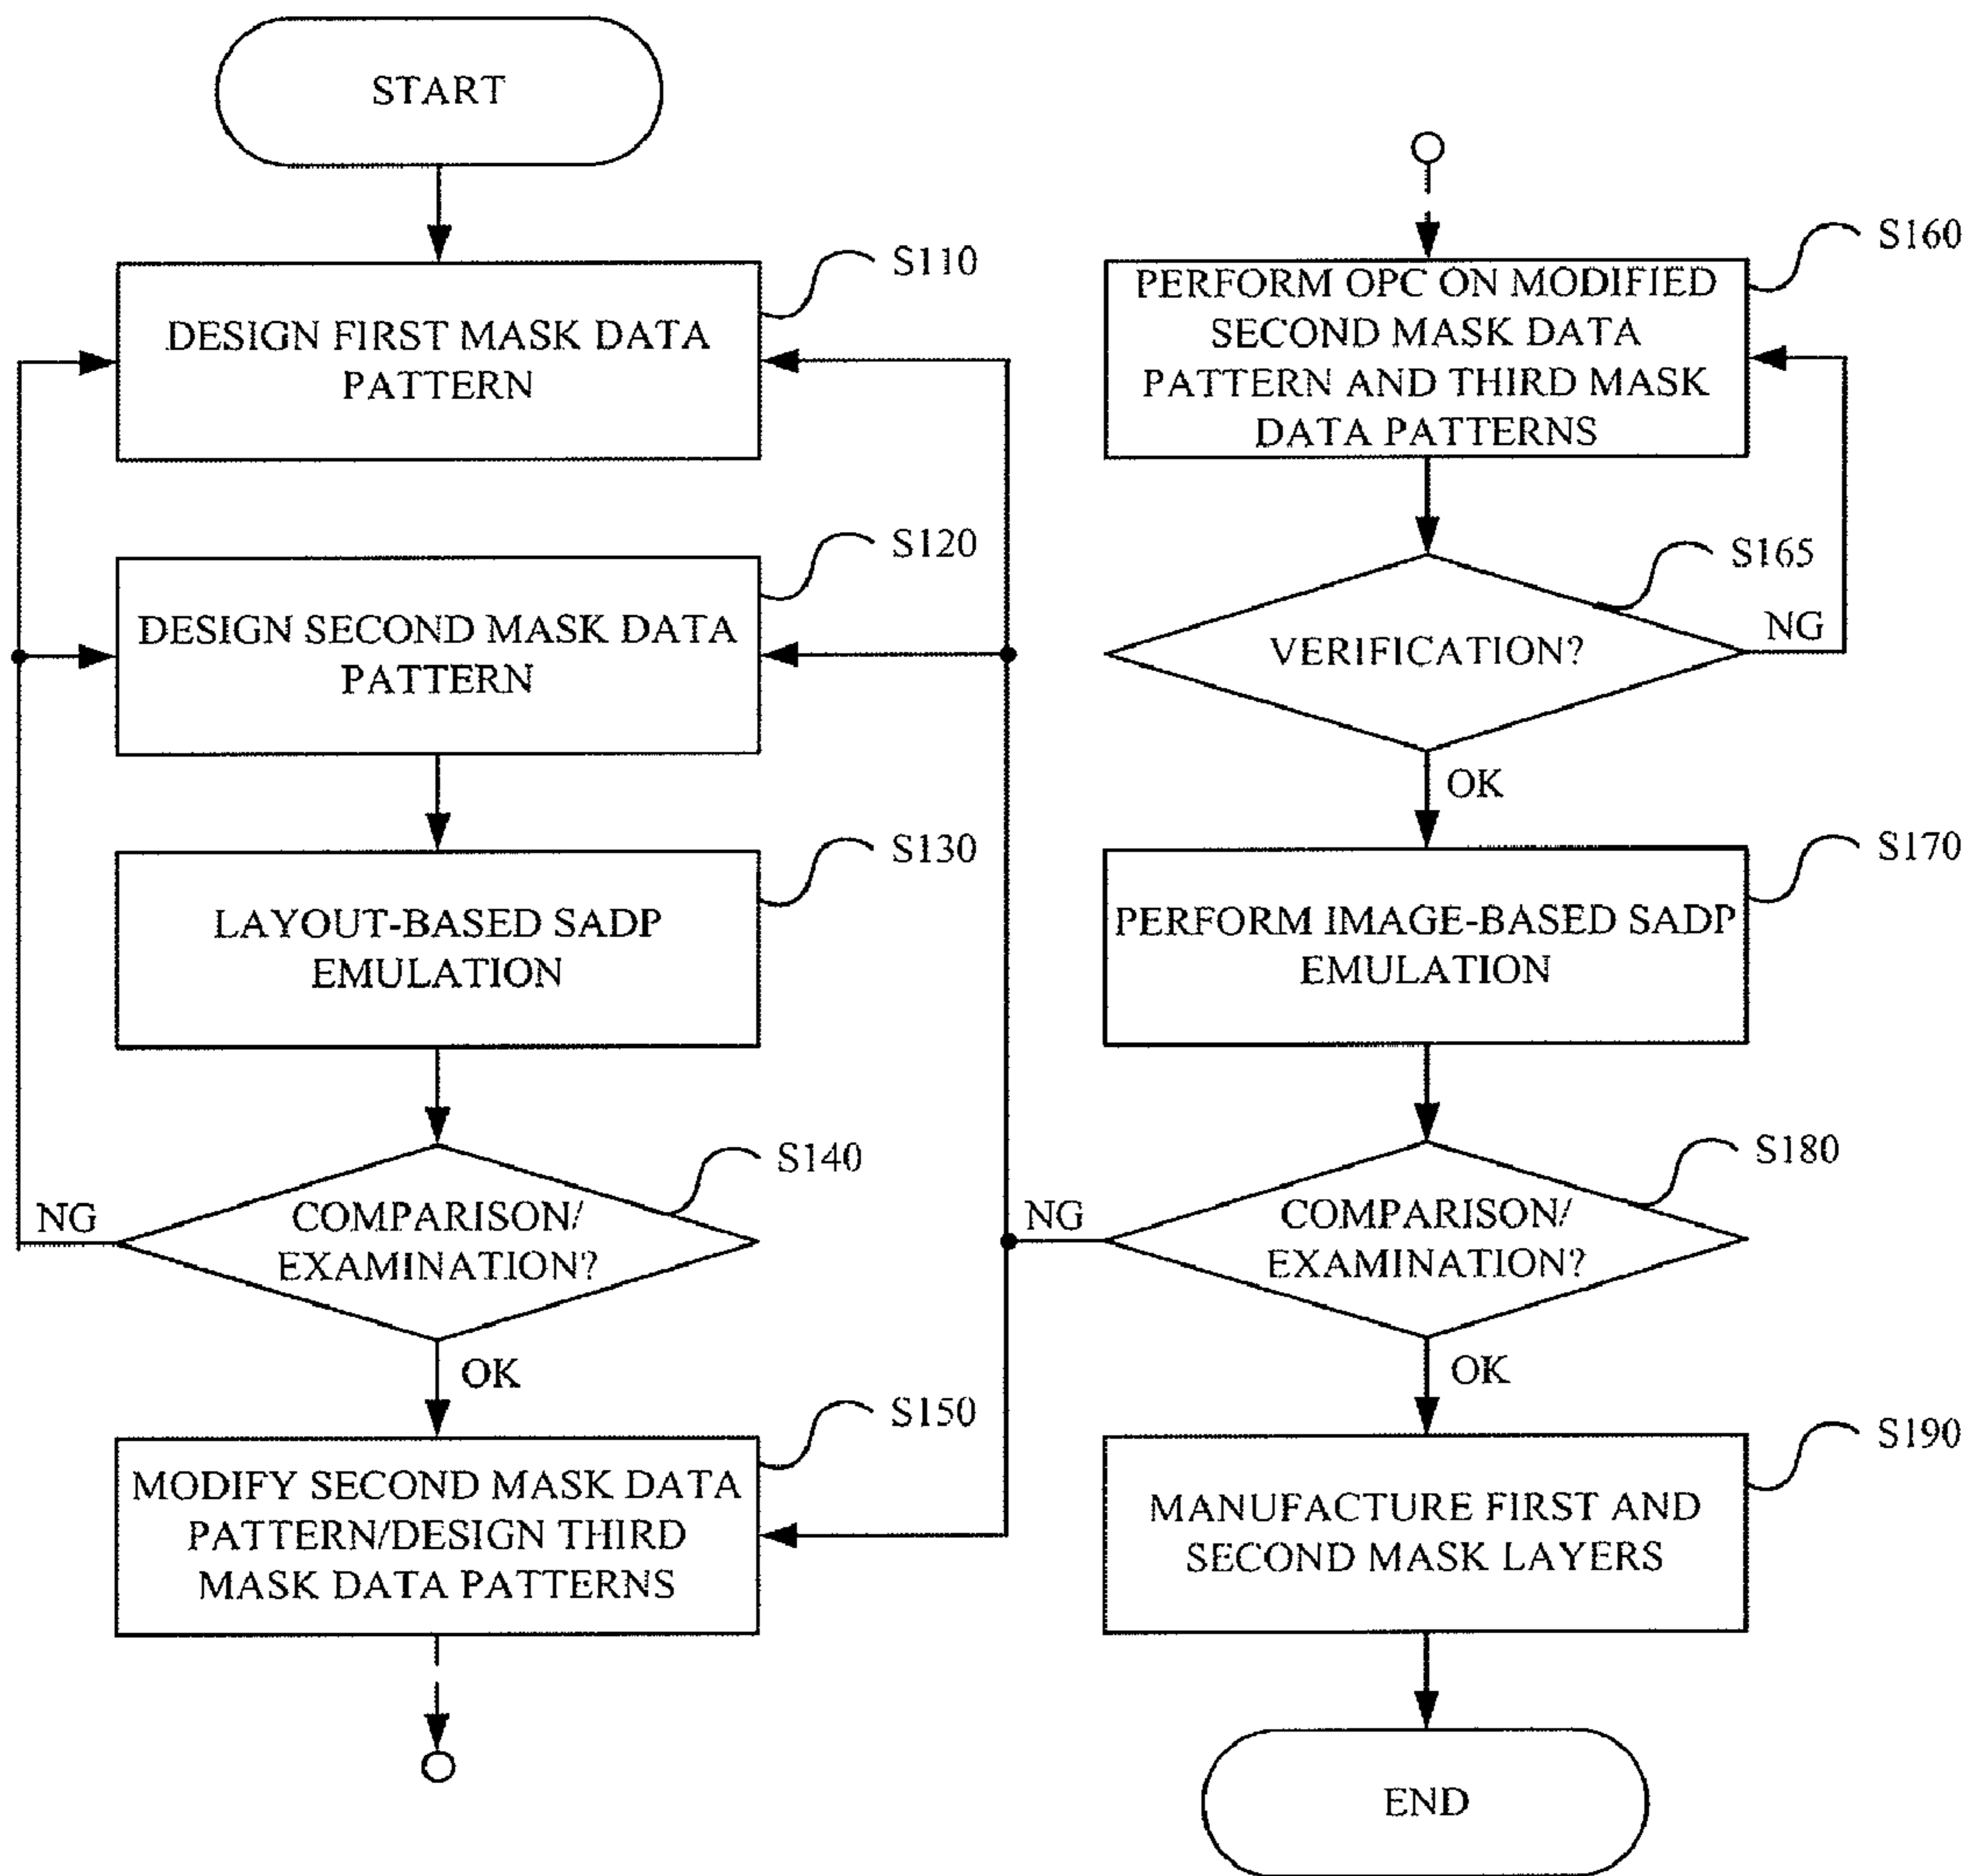 START
S110
DESIGN FIRST MASK DATA
PATTERN
S120
DESIGN SECOND MASK DATA
PATTERN
S130
LAYOUT-BASED SADP
EMULATION
S140
COMPARISON/
EXAMINATION?
NG
OK
S150
MODIFY SECOND MASK DATA
PATTERN/DESIGN THIRD
MASK DATA PATTERNS
S160
PERFORM OPC ON MODIFIED
SECOND MASK DATA
PATTERN AND THIRD MASK
DATA PATTERNS
S165
VERIFICATION?
NG
OK
S170
PERFORM IMAGE-BASED SADP
EMULATION
S180
COMPARISON/
EXAMINATION?
NG
OK
S190
MANUFACTURE FIRST AND
SECOND MASK LAYERS
END